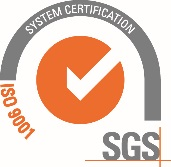 SYSTEM CERTIFICATION
ISO 9001
SGS